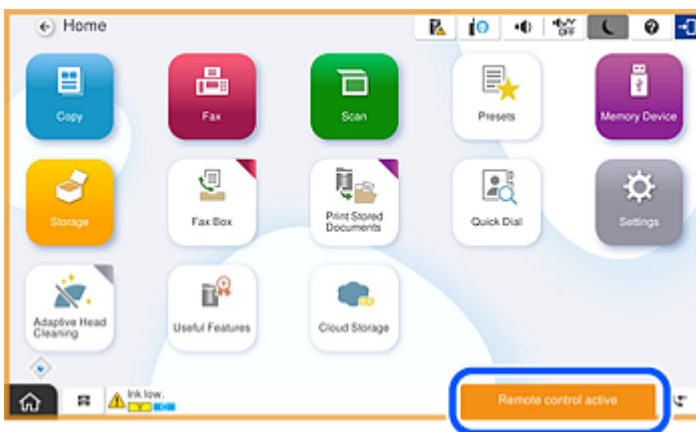 Home
OFF
Copy
Fax
Scan
Presets
Memory Device
Storage
Fax Box
Print Stored
Documents
Quick Dial
Settings
Adaptive Head
Cleaning
Useful Features
Cloud Storage
Ink low.
Remote control active